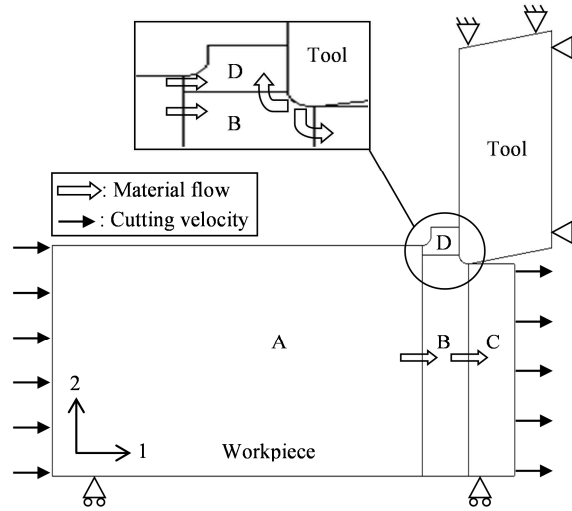 D
Tool
B
Tool
: Material flow
: Cutting velocity
D
A
B
C
2
1
Workpiece